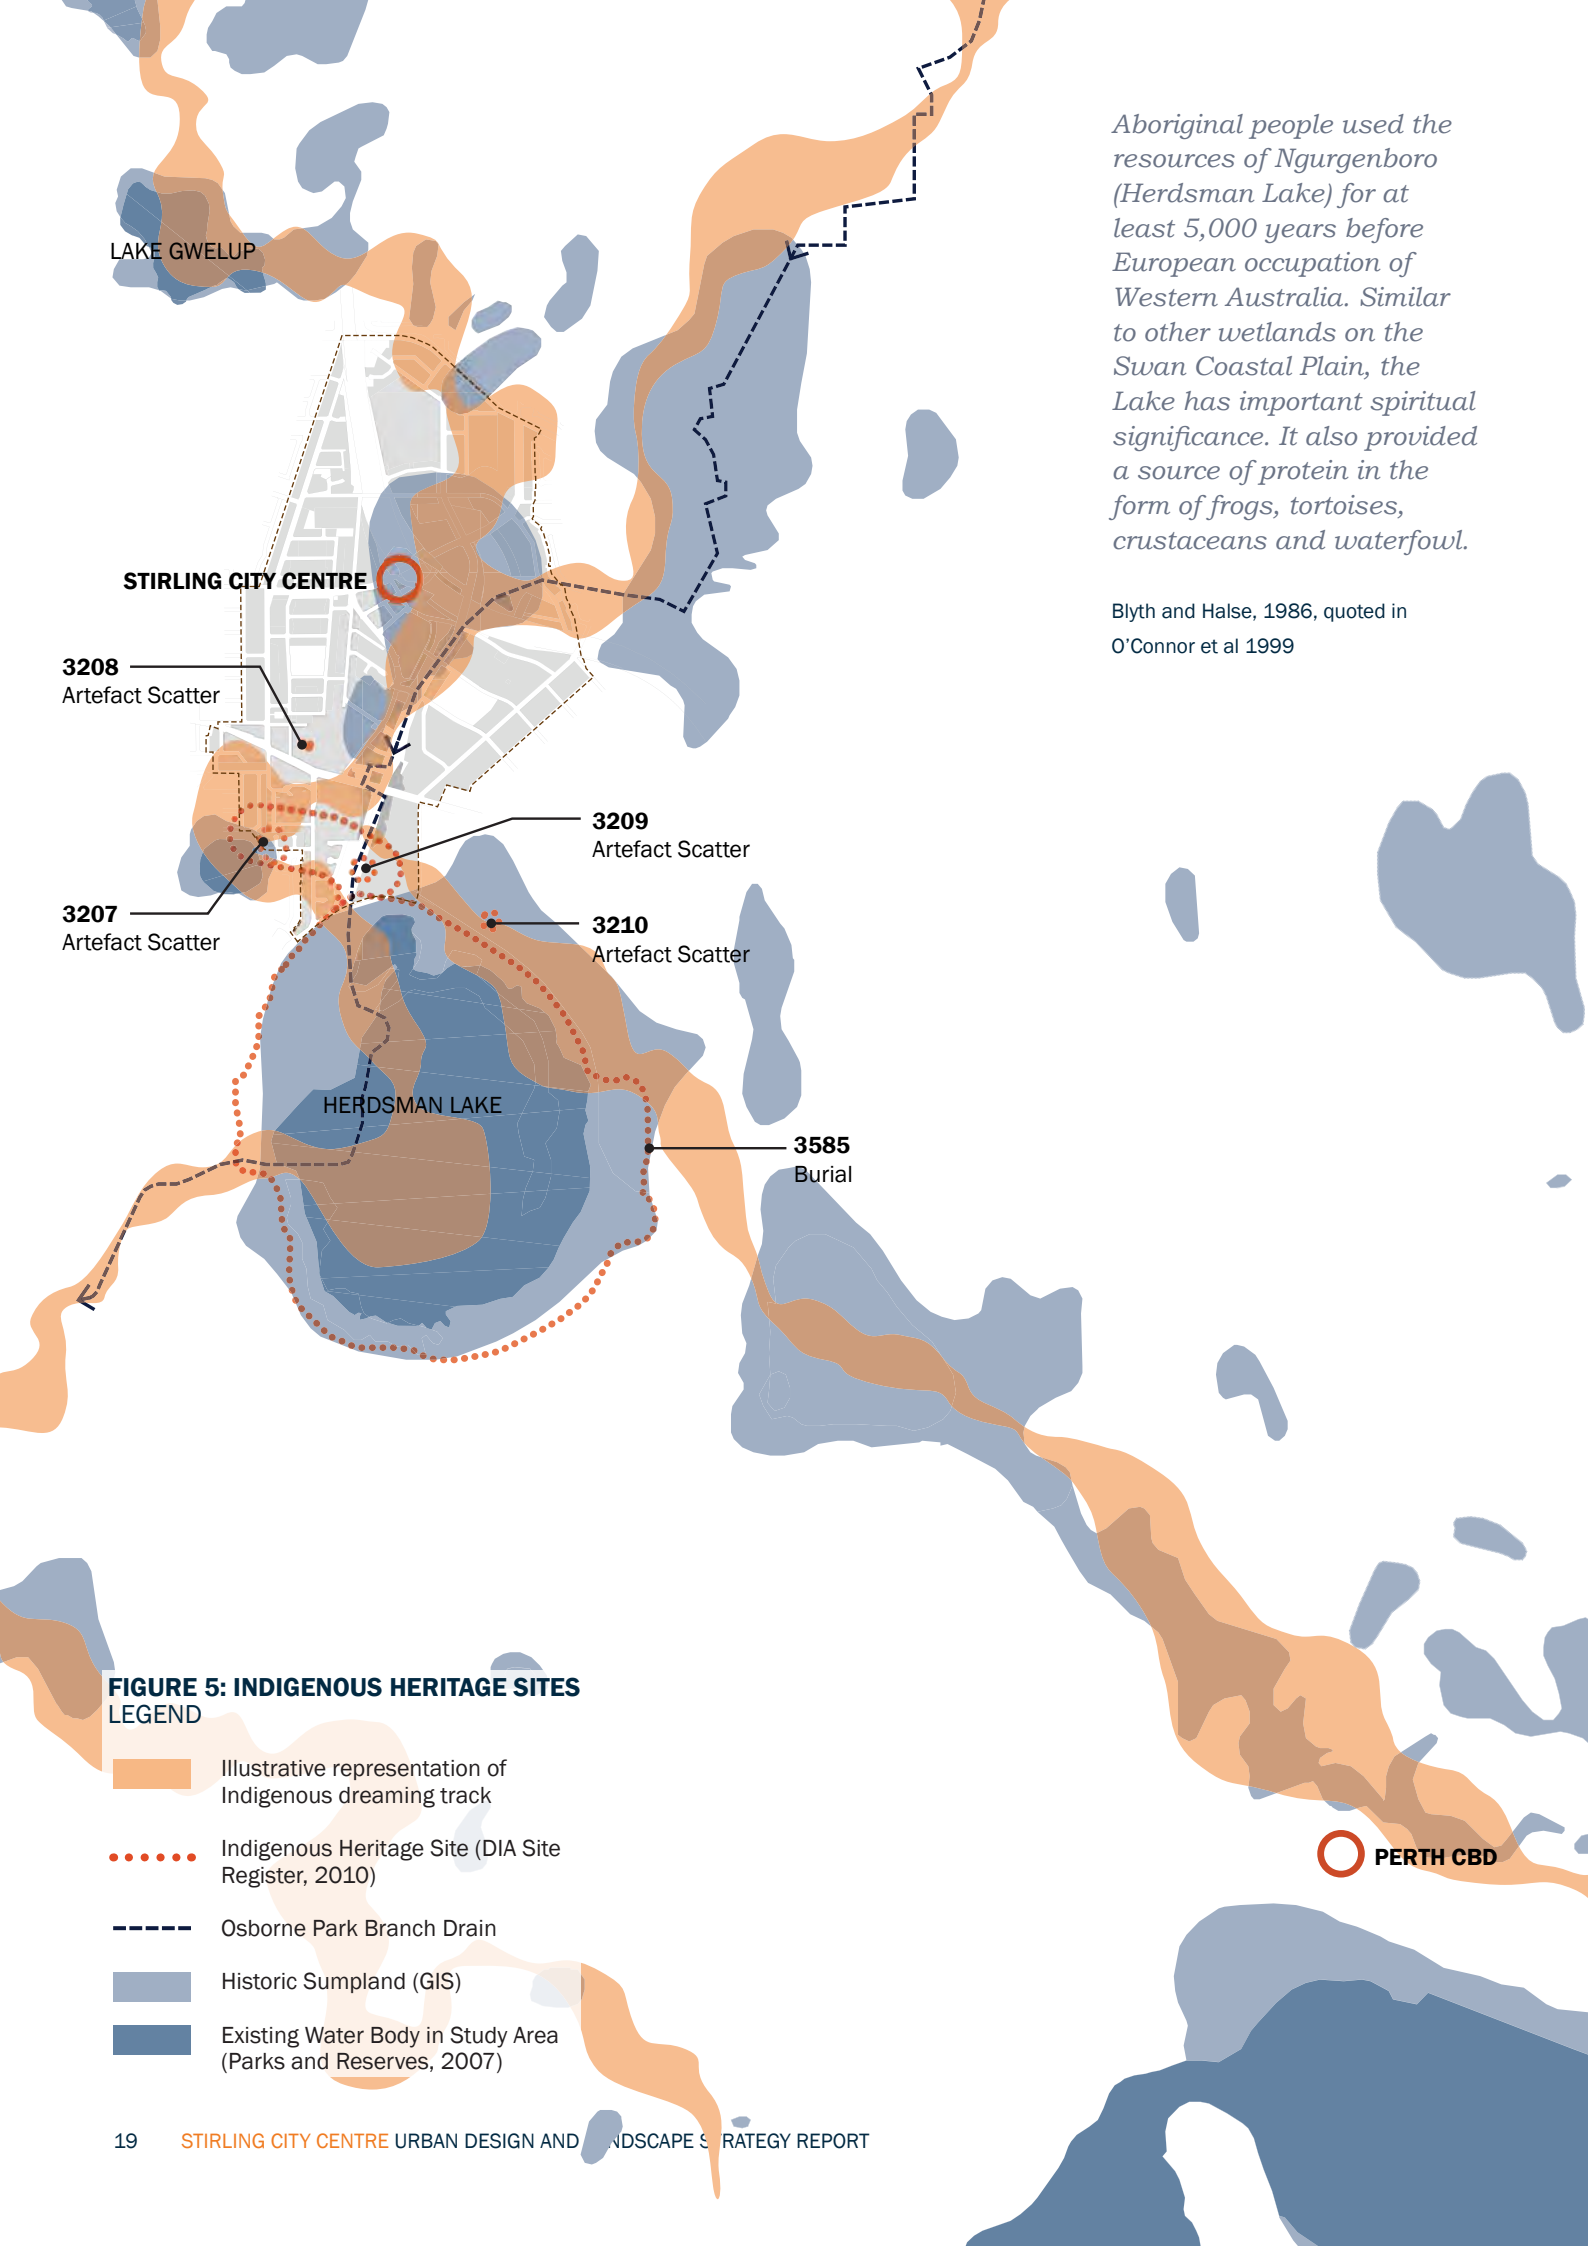 Aboriginal people used the
resources of Ngurgenboro
(Herdsman Lake) for at
least 5,000 years before
European occupation of
Western Australia. Similar
to other wetlands on the
Swan Coastal Plain, the
Lake has important spiritual
significance. It also provided
a source of protein in the
form of frogs, tortoises,
crustaceans and waterfowl.
Blyth and Halse, 1986, quoted in
O'Connor et al 1999
LAKE GWELUP
STIRLING CITY CENTRE
3208
Artefact Scatter
3209
Artefact Scatter
3207
Artefact Scatter
3210
Artefact Scatter
HERDSMAN LAKE
3585
Burial
PERTH CBD
FIGURE 5: INDIGENOUS HERITAGE SITES
LEGEND
Illustrative representation of
Indigenous dreaming track
Indigenous Heritage Site (DIA Site
Register, 2010)
Osborne Park Branch Drain
Historic Sumpland (GIS)
Existing Water Body in Study Area
(Parks and Reserves, 2007)
19 STIRLING CITY CENTRE URBAN DESIGN AND LANDSCAPE STRATEGY REPORT